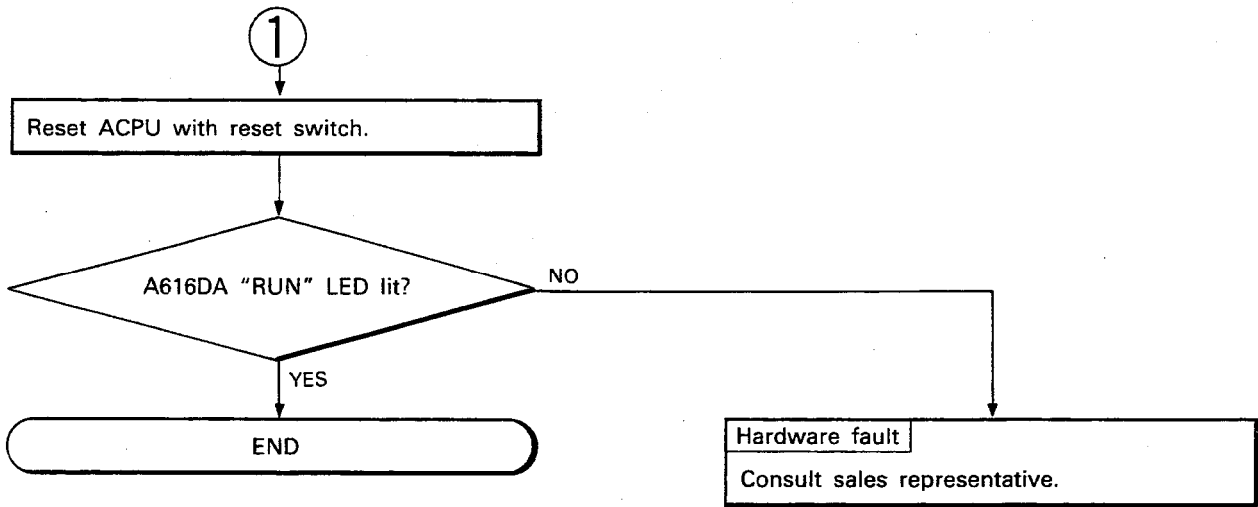 1
Reset ACPU with reset switch.
A616DA “RUN” LED lit?
NO
YES
END
Hardware fault
Consult sales representative.